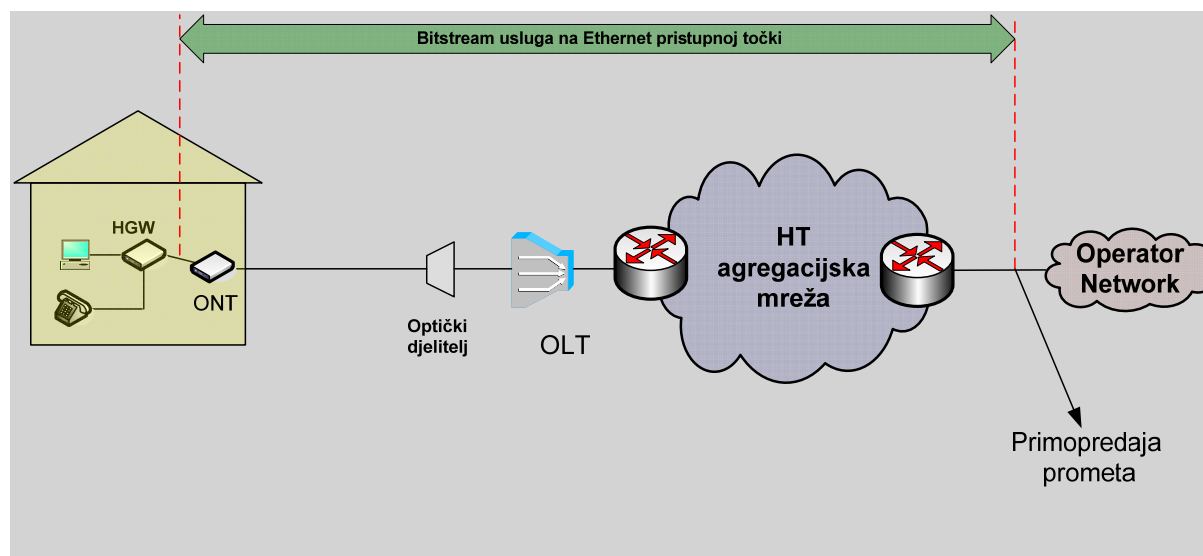 Bitstream usluga na Ethernet pristupnoj točki
HGW
ONT
Optički
djelitelj
OLT
HT
agregacijska
mreža
Operator
Network
Primopredaja
prometa